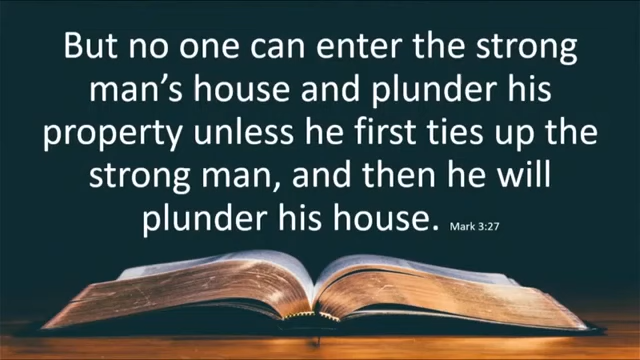 But no one can enter the strong
man’s house and plunder his
property unless he first ties up the
strong man, and then he will
plunder his house. Mark 3:27